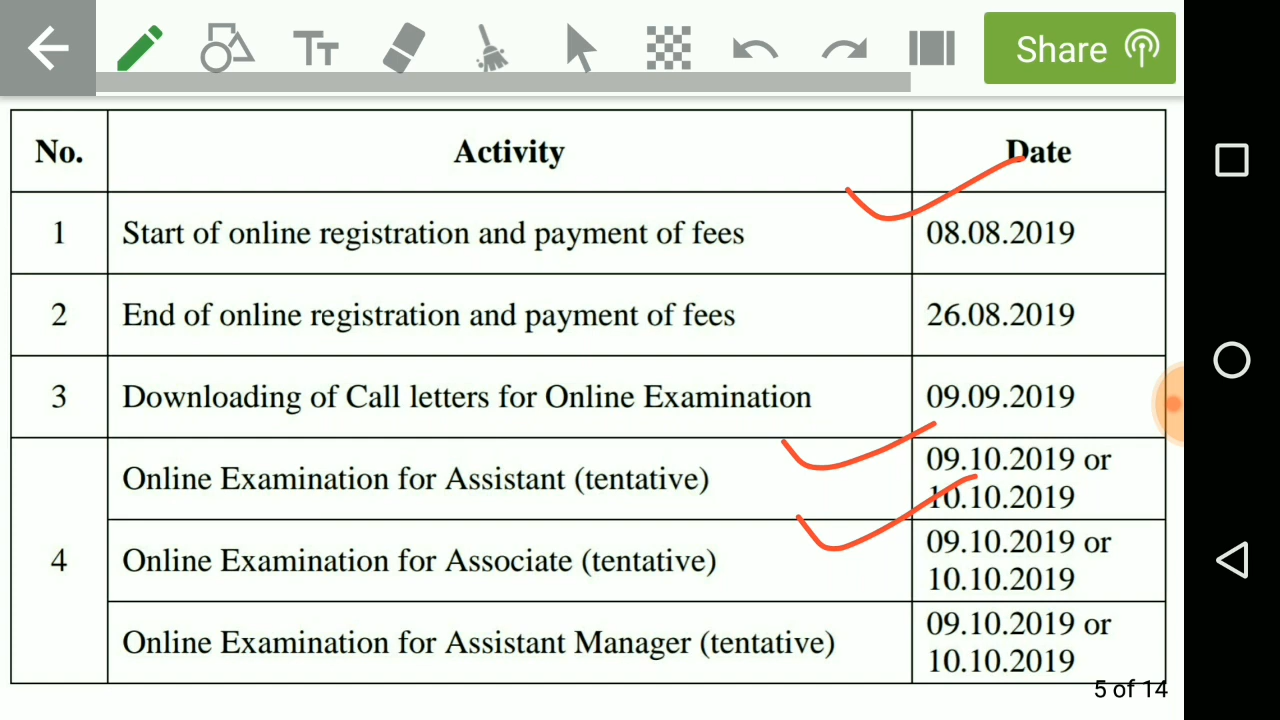 TT
Share
No. Activity Date
1 Start of online registration and payment of fees 08.08.2019
2 End of online registration and payment of fees 26.08.2019
3 Downloading of Call letters for Online Examination 09.09.2019
4
Online Examination for Assistant (tentative) 09.10.2019 or
10.10.2019
Online Examination for Associate (tentative) 09.10.2019 or
10.10.2019
Online Examination for Assistant Manager (tentative) 09.10.2019 or
10.10.2019
5 of 14